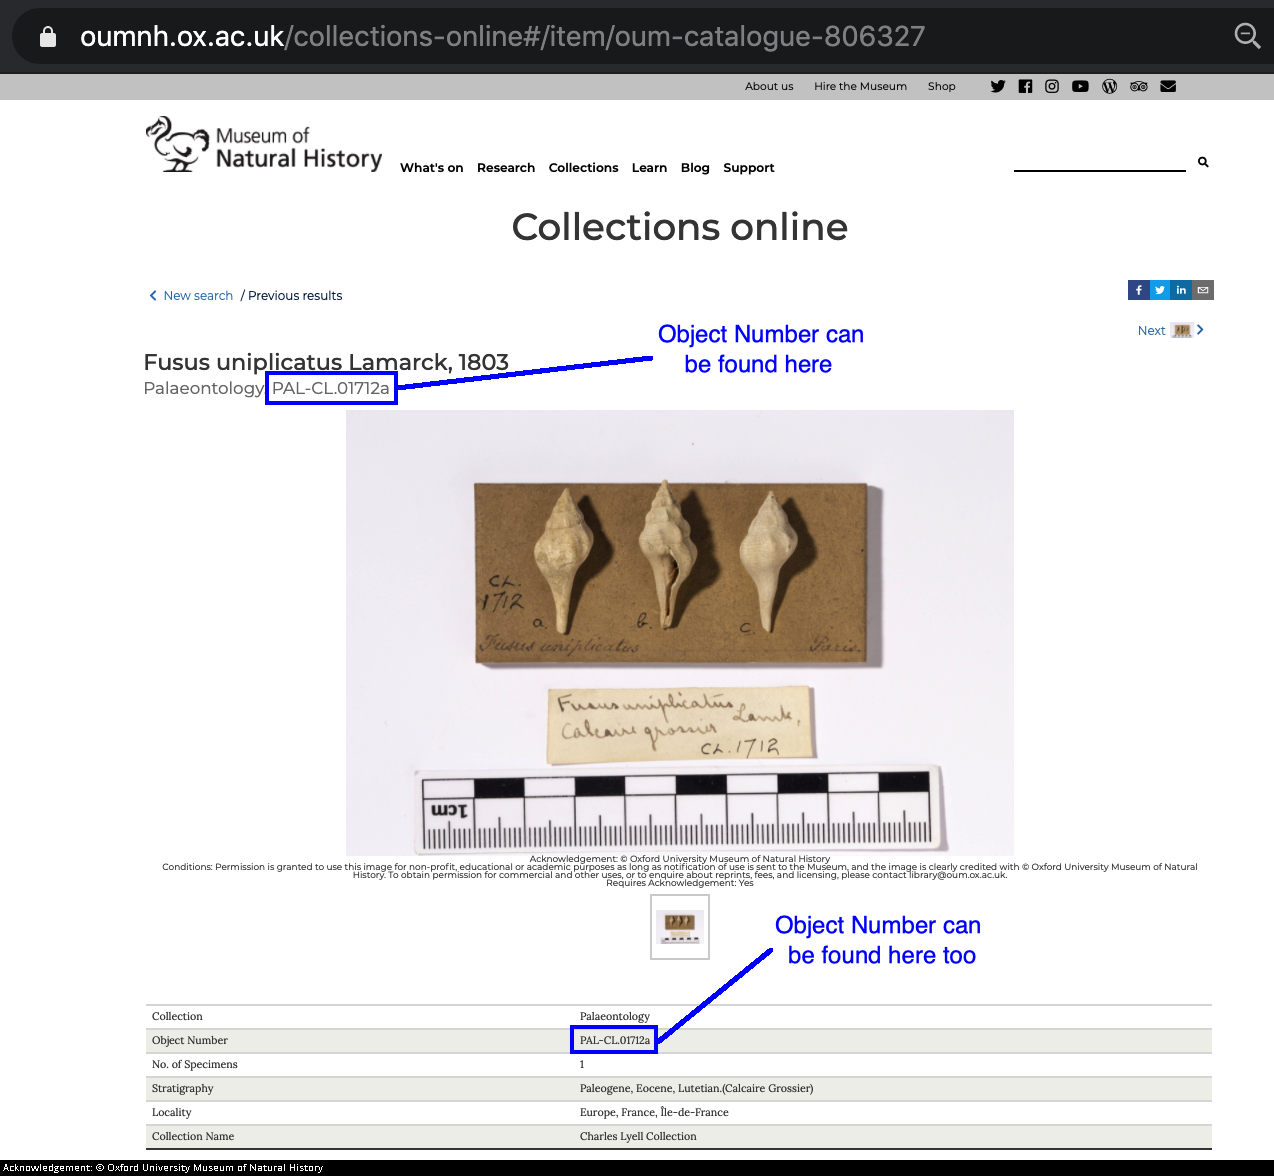 oumnh.ox.ac.uk/collections-online#/item/oum-catalogue-806327
About us Hire the Museum Shop
Museum of
Natural History
What's on Research Collections Learn Blog Support
Collections online
New search / Previous results
Next
Object Number can
be found here
Fusus uniplicatus Lamarck, 1803
Palaeontology PAL-CL.01712a
CL.
1712
a. b. c.
Fusus uniplicatus Paris.
Fusus uniplicatus Lamk,
Calcaire grossier
CL.1712
1cm
Acknowledgement: © Oxford University Museum of Natural History
Conditions: Permission is granted to use this image for non-profit, educational or academic purposes as long as notification of use is sent to the Museum, and the image is clearly credited with © Oxford University Museum of Natural
History. To obtain permission for commercial and other uses, or to enquire about reprints, fees, and licensing, please contact library@oum.ox.ac.uk.
Requires Acknowledgement: Yes
Object Number can
be found here too
Collection Palaeontology
Object Number PAL-CL.01712a
No. of Specimens 1
Stratigraphy Paleogene, Eocene, Lutetian.(Calcaire Grossier)
Locality Europe, France, Île-de-France
Collection Name Charles Lyell Collection
Acknowledgement: © Oxford University Museum of Natural History